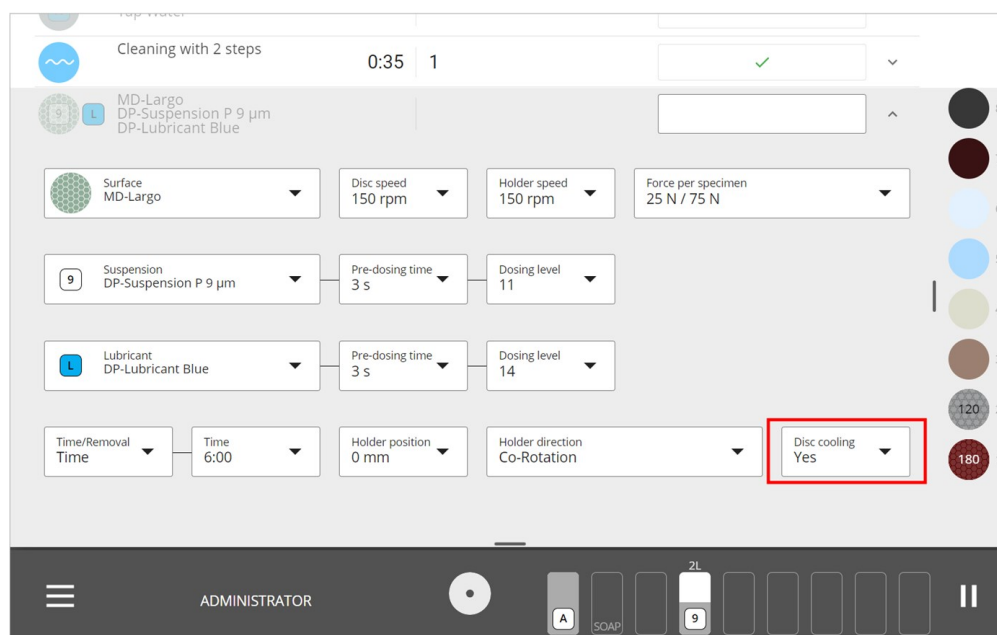 Tap Water
Cleaning with 2 steps
0:35 1
9 L MD-Largo
DP-Suspension P 9 µm
DP-Lubricant Blue
Surface
MD-Largo
Disc speed
150 rpm
Holder speed
150 rpm
Force per specimen
25 N / 75 N
9
Suspension
DP-Suspension P 9 µm
Pre-dosing time
3 s
Dosing level
11
L
Lubricant
DP-Lubricant Blue
Pre-dosing time
3 s
Dosing level
14
Time/Removal
Time
Time
6:00
Holder position
0 mm
Holder direction
Co-Rotation
Disc cooling
Yes
120
180
ADMINISTRATOR
A
SOAP
2L
9